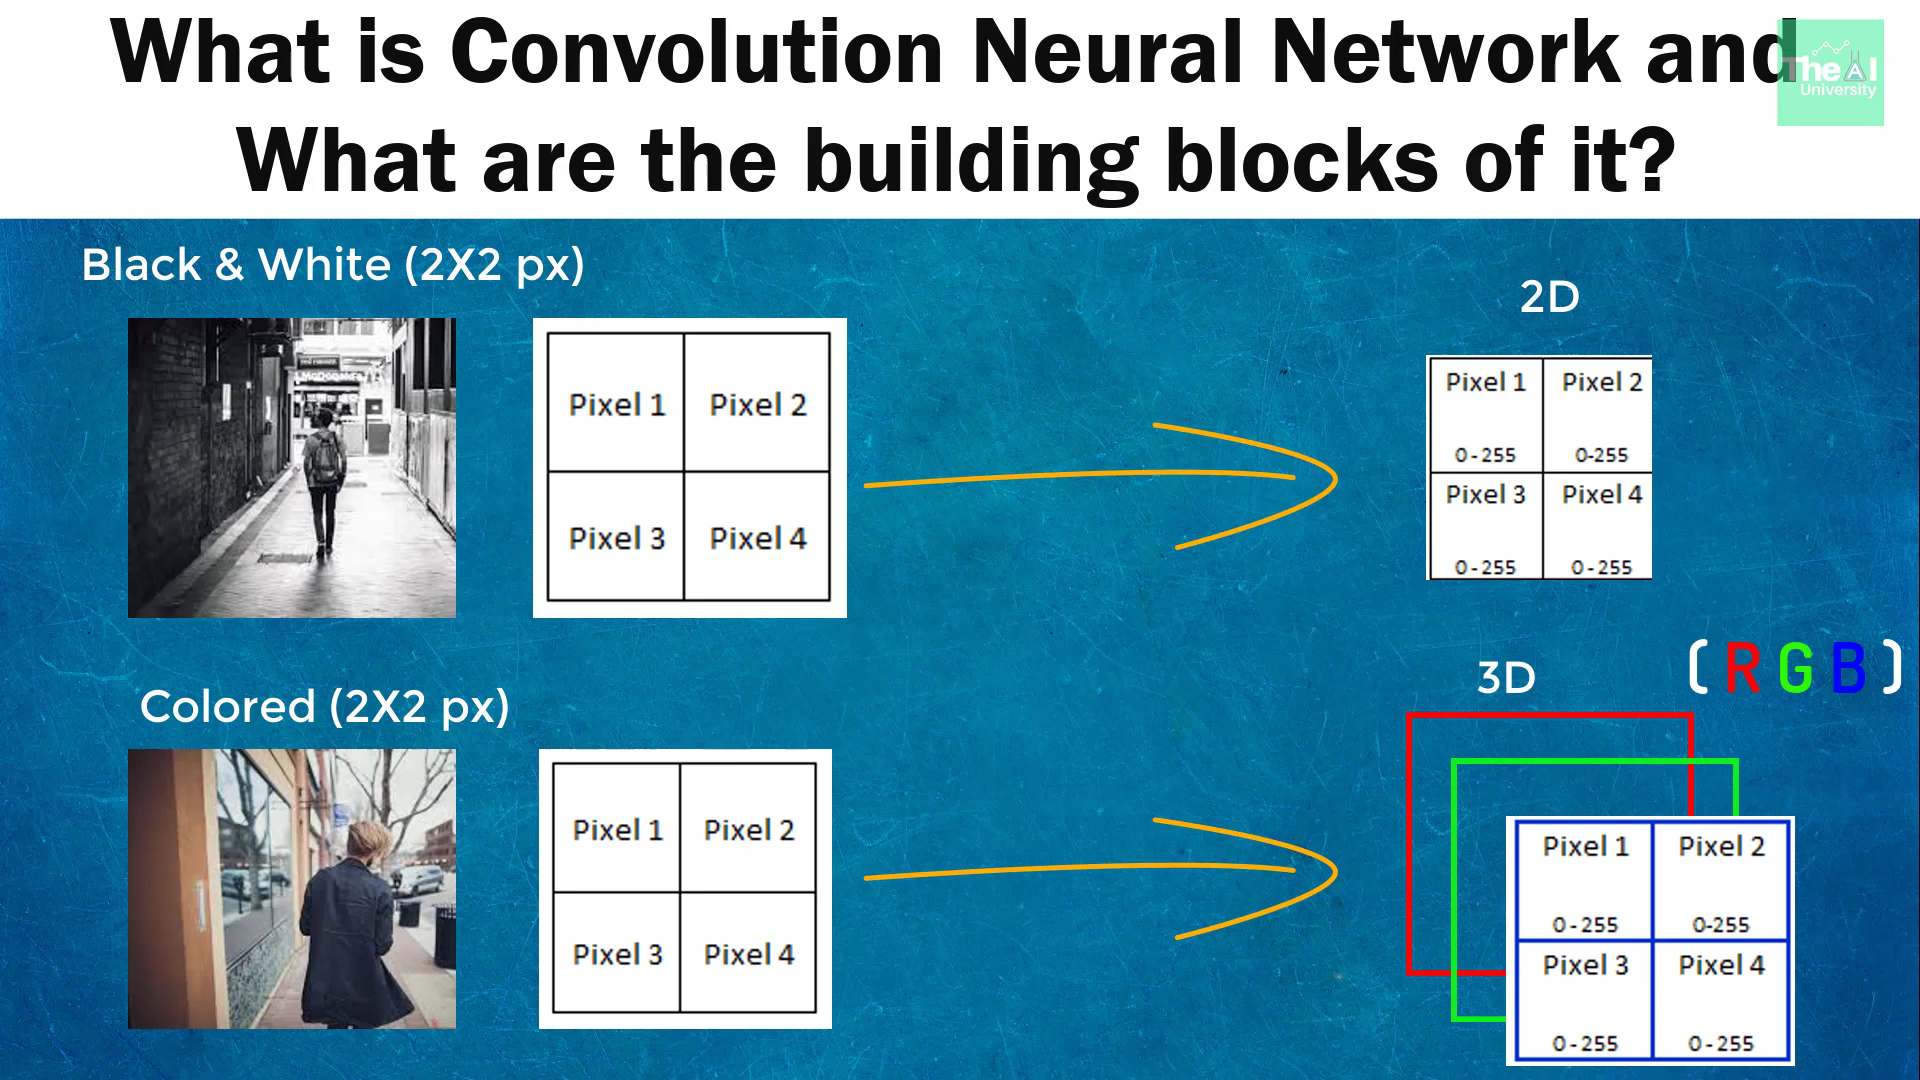 What is Convolution Neural Network and
What are the building blocks of it?
The AI
University
Black & White (2X2 px)
2D
McDonald's
Pixel 1 Pixel 2
Pixel 3 Pixel 4
Pixel 1 Pixel 2
0 - 255 0-255
Pixel 3 Pixel 4
0 - 255 0 - 255
Colored (2X2 px)
3D
( R G B )
Pixel 1 Pixel 2
Pixel 3 Pixel 4
Pixel 1 Pixel 2
0 - 255 0-255
Pixel 3 Pixel 4
0 - 255 0 - 255